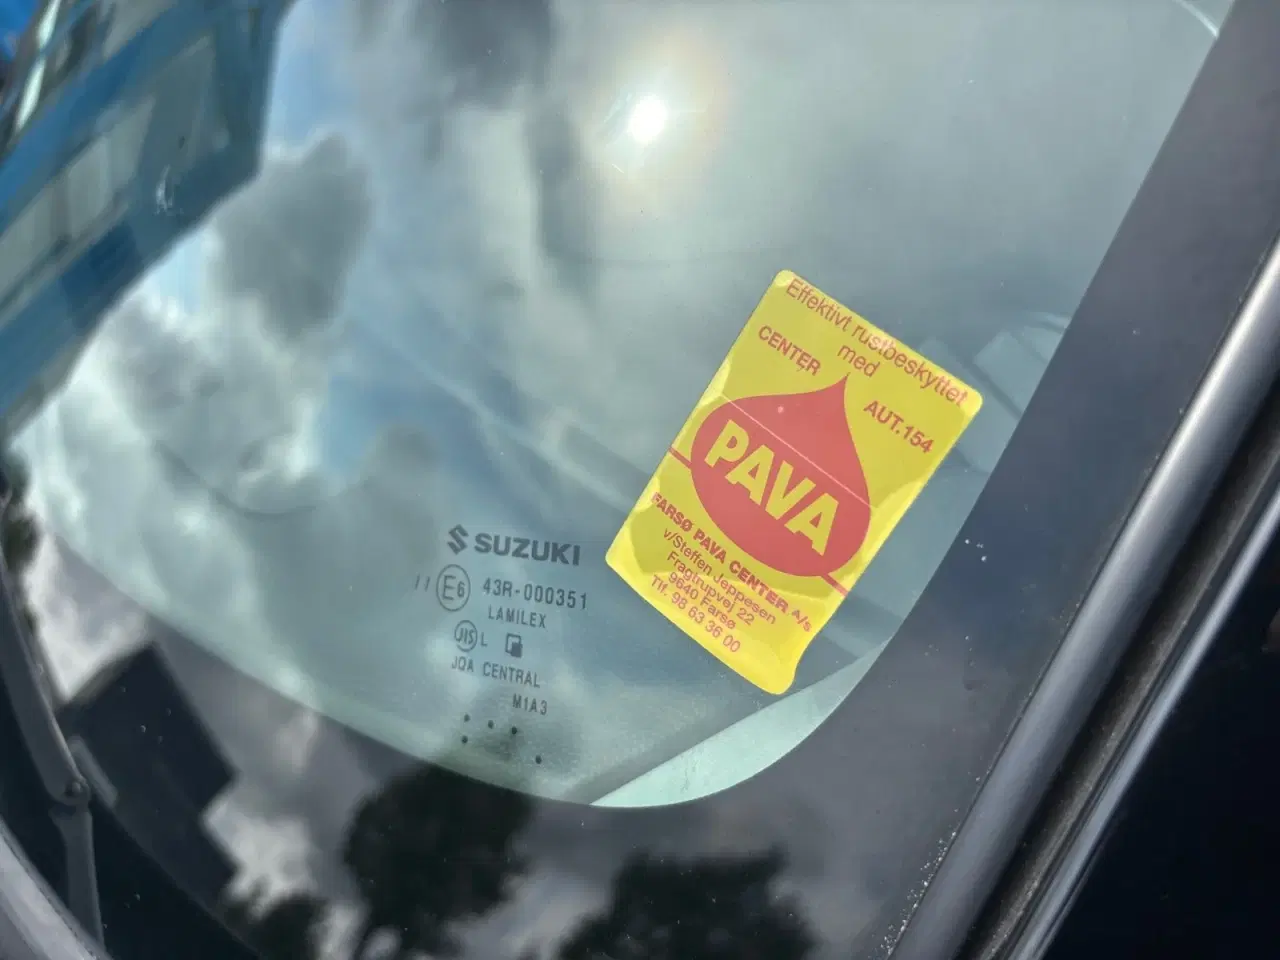 Effektivt rustbeskyttet
med
CENTER
AUT.154
PAVA
FARSØ PAVA CENTER A/S
v/Steffen Jeppesen
Fragtrupvej 22
9640 Farsø
Tlf. 98 63 36 00
SUZUKI
E6 43R-000351
LAMILEX
JIS L
JQA CENTRAL
M1A3